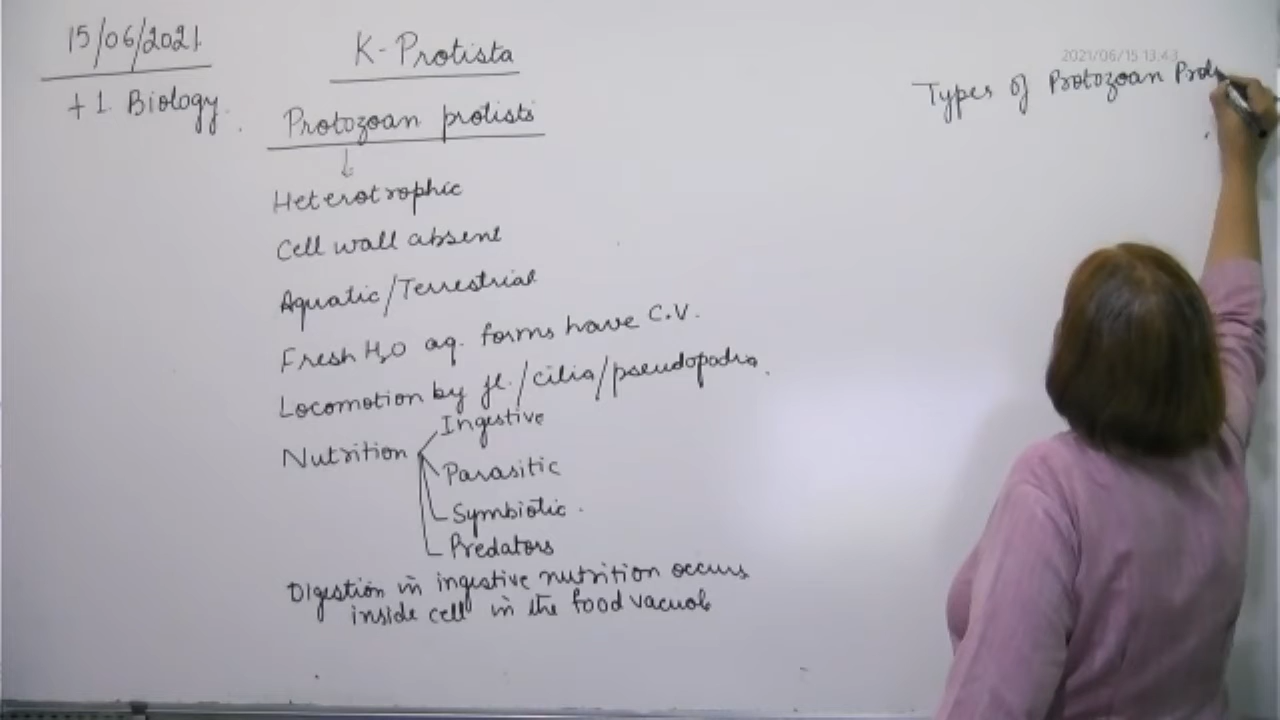 15/06/2021
+1 Biology.
K-Protista
Protozoan protists
Heterotrophic
Cell wall absent
Aquatic/Terrestrial
Fresh H2O aq. forms have C.V.
Locomotion by fl./cilia/pseudopodia.
Nutrition
Ingestive
Parasitic
Symbiotic.
Predators
Digestion in ingestive nutrition occurs
inside cell in the food vacuole
2021/06/15 13:43
Types of Protozoan